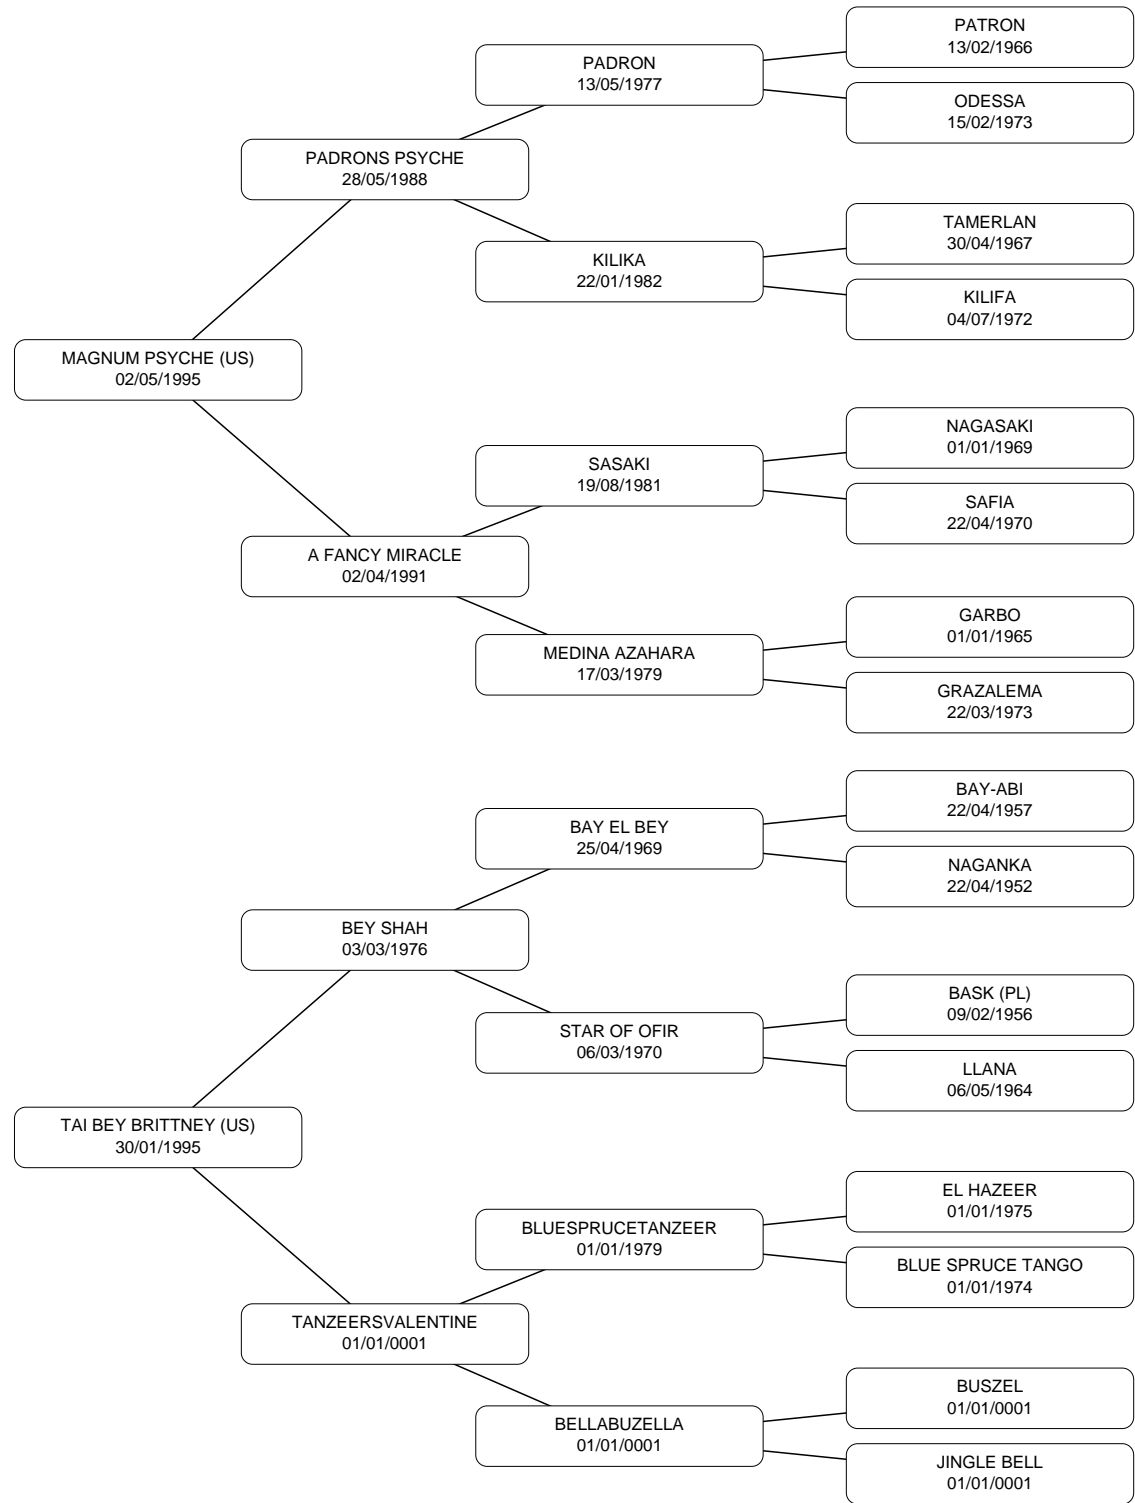 PATRON
13/02/1966
PADRON
13/05/1977
ODESSA
15/02/1973
PADRONS PSYCHE
28/05/1988
TAMERLAN
30/04/1967
KILIKA
22/01/1982
KILIFA
04/07/1972
MAGNUM PSYCHE (US)
02/05/1995
NAGASAKI
01/01/1969
SASAKI
19/08/1981
SAFIA
22/04/1970
A FANCY MIRACLE
02/04/1991
GARBO
01/01/1965
MEDINA AZAHARA
17/03/1979
GRAZALEMA
22/03/1973
BAY-ABI
22/04/1957
BAY EL BEY
25/04/1969
NAGANKA
22/04/1952
BEY SHAH
03/03/1976
BASK (PL)
09/02/1956
STAR OF OFIR
06/03/1970
LLANA
06/05/1964
TAI BEY BRITTNEY (US)
30/01/1995
EL HAZEER
01/01/1975
BLUESPRUCETANZEER
01/01/1979
BLUE SPRUCE TANGO
01/01/1974
TANZEERSVALENTINE
01/01/0001
BUSZEL
01/01/0001
BELLABUZELLA
01/01/0001
JINGLE BELL
01/01/0001